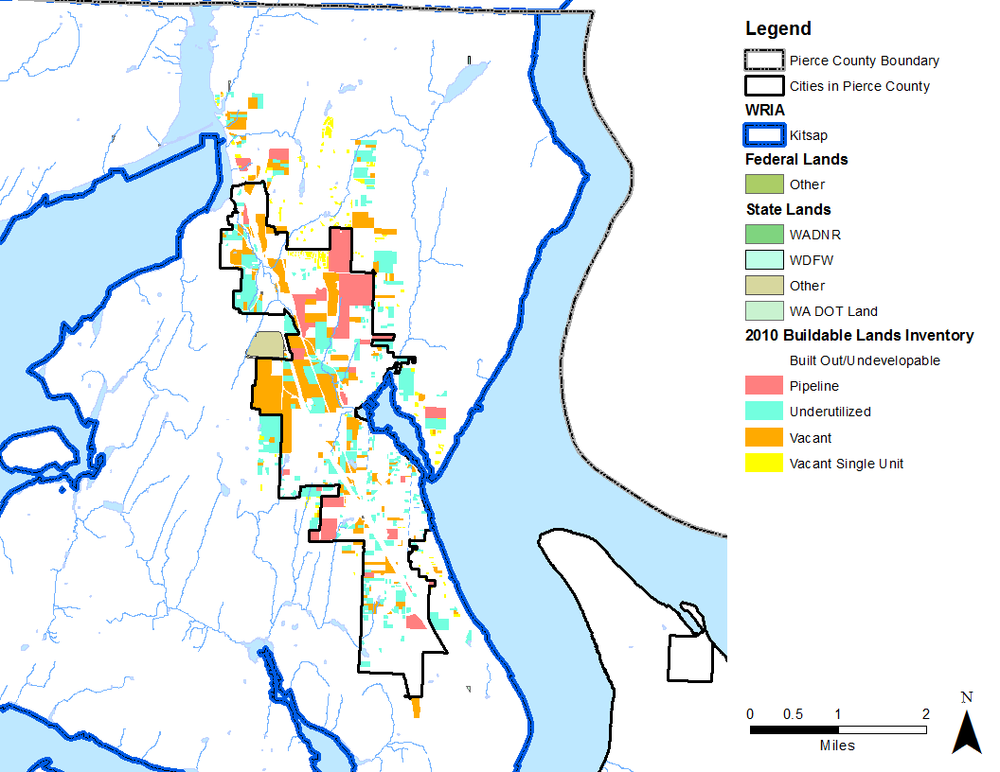 Legend
Pierce County Boundary
Cities in Pierce County
WRIA
Kitsap
Federal Lands
Other
State Lands
WADNR
WDFW
Other
WA DOT Land
2010 Buildable Lands Inventory
Built Out/Undevelopable
Pipeline
Underutilized
Vacant
Vacant Single Unit
N
0 0.5 1 2
Miles